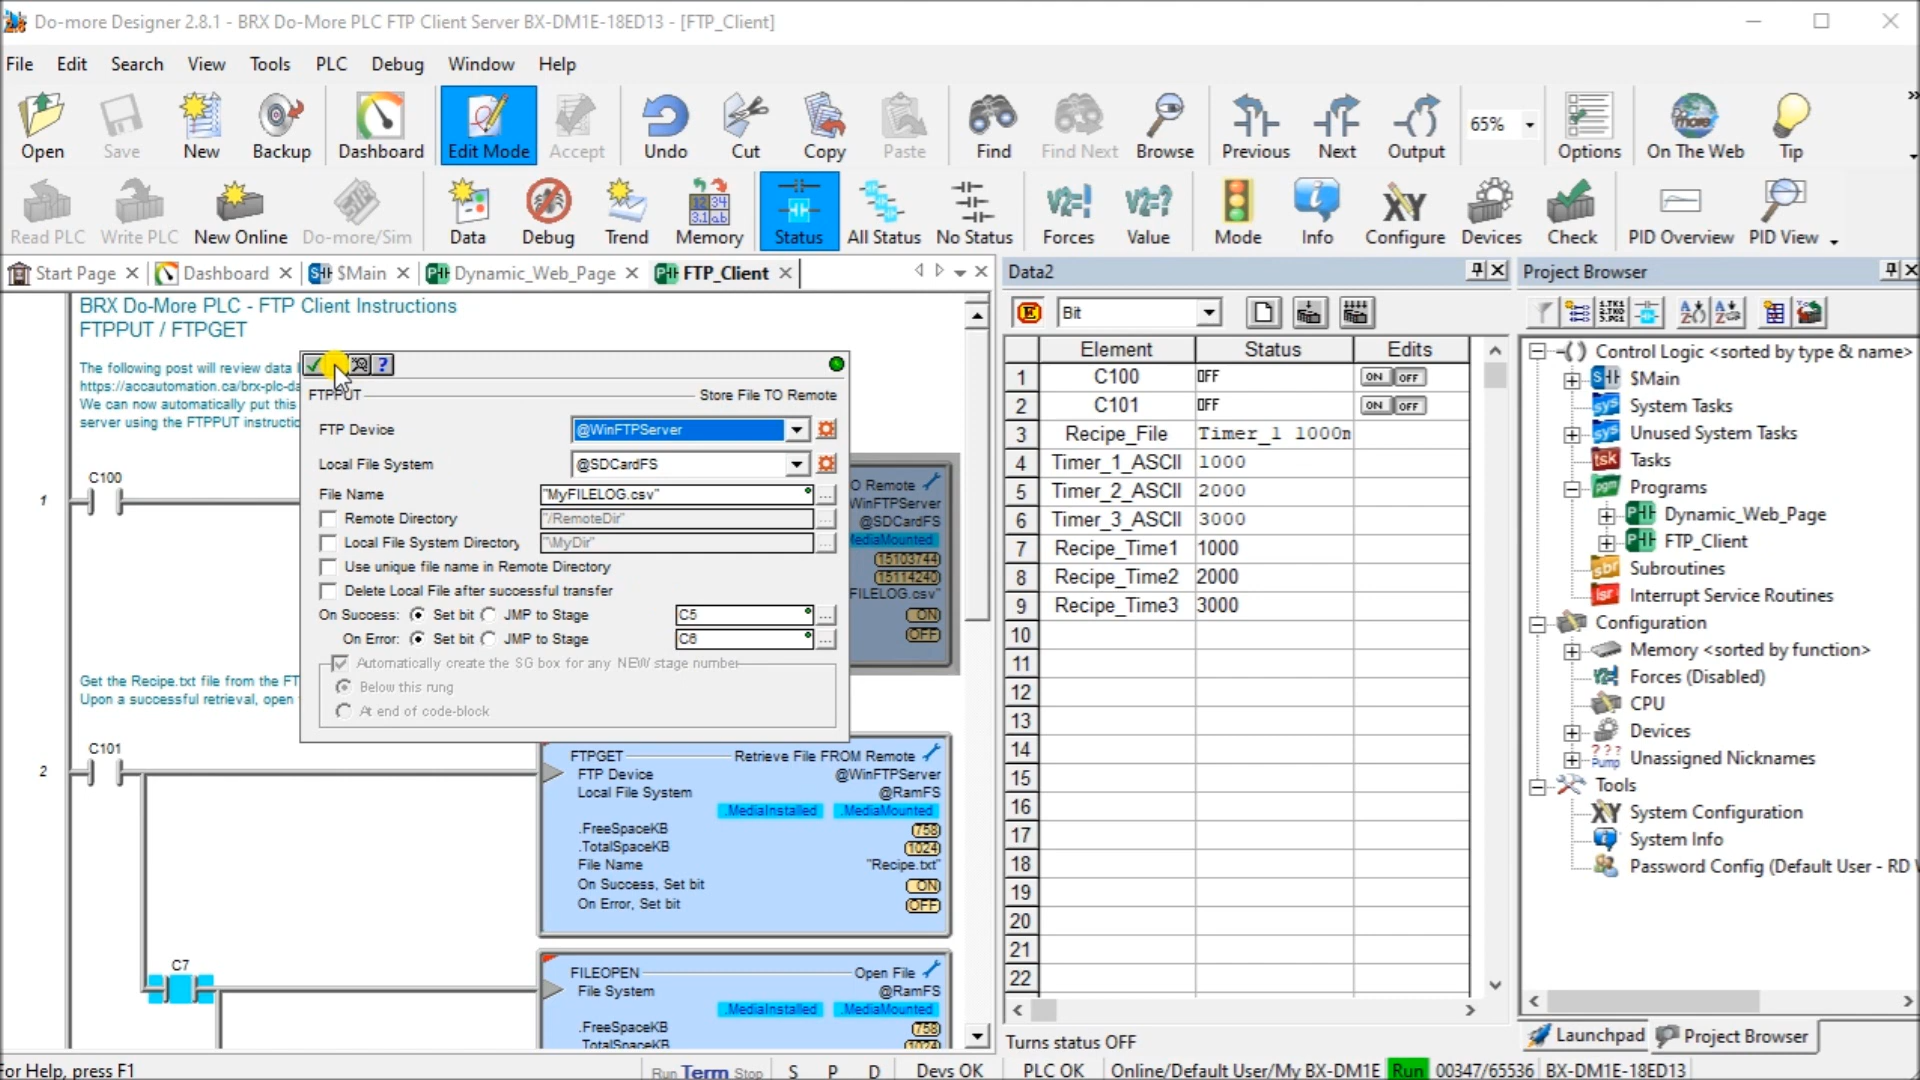 Do-more Designer 2.8.1 - BRX Do-More PLC FTP Client Server BX-DM1E-18ED13 - [FTP_Client]
File Edit Search View Tools PLC Debug Window Help
Open Save New Backup Dashboard Edit Mode Accept Undo Cut Copy Paste Find Find Next Browse Previous Next Output 65% Options On The Web Tip
Read PLC Write PLC New Online Do-more/Sim Data Debug Trend Memory Status All Status No Status Forces Value Mode Info Configure Devices Check PID Overview PID View
Start Page Dashboard $Main Dynamic_Web_Page FTP_Client
BRX Do-More PLC - FTP Client Instructions
FTPPUT / FTPGET
The following post will review data
https://accautomation.ca/brx-plc-da
We can now automatically put this
server using the FTPPUT instructio
C100
1
FTPPUT Store File TO Remote
FTP Device @WinFTPServer
Local File System @SDCardFS
File Name "MyFILELOG.csv"
Remote Directory "/RemoteDir"
Local File System Directory "\MyDir"
Use unique file name in Remote Directory
Delete Local File after successful transfer
On Success: Set bit JMP to Stage C5
On Error: Set bit JMP to Stage C6
Automatically create the SG box for any NEW stage number
Below this rung
At end of code-block
O Remote
WinFTPServer
@SDCardFS
MediaMounted
15103744
15114240
FILELOG.csv"
ON
OFF
Get the Recipe.txt file from the FT
Upon a successful retrieval, open
C101
2
FTPGET Retrieve File FROM Remote
FTP Device @WinFTPServer
Local File System @RamFS
.MediaInstalled .MediaMounted
.FreeSpaceKB 758
.TotalSpaceKB 1024
File Name "Recipe.txt"
On Success, Set bit ON
On Error, Set bit OFF
C7
FILEOPEN Open File
File System @RamFS
.MediaInstalled .MediaMounted
.FreeSpaceKB 758
.TotalSpaceKB 1024
Data2
Bit
Element Status Edits
1 C100 OFF ON OFF
2 C101 OFF ON OFF
3 Recipe_File Timer_1 1000m
4 Timer_1_ASCII 1000
5 Timer_2_ASCII 2000
6 Timer_3_ASCII 3000
7 Recipe_Time1 1000
8 Recipe_Time2 2000
9 Recipe_Time3 3000
10
11
12
13
14
15
16
17
18
19
20
21
22
Turns status OFF
Project Browser
Control Logic <sorted by type & name>
$Main
System Tasks
Unused System Tasks
Tasks
Programs
Dynamic_Web_Page
FTP_Client
Subroutines
Interrupt Service Routines
Configuration
Memory <sorted by function>
Forces (Disabled)
CPU
Devices
Unassigned Nicknames
Tools
System Configuration
System Info
Password Config (Default User - RD
Launchpad Project Browser
For Help, press F1
Run Term Stop S P D Devs OK PLC OK Online/Default User/My BX-DM1E Run 00347/65536 BX-DM1E-18ED13